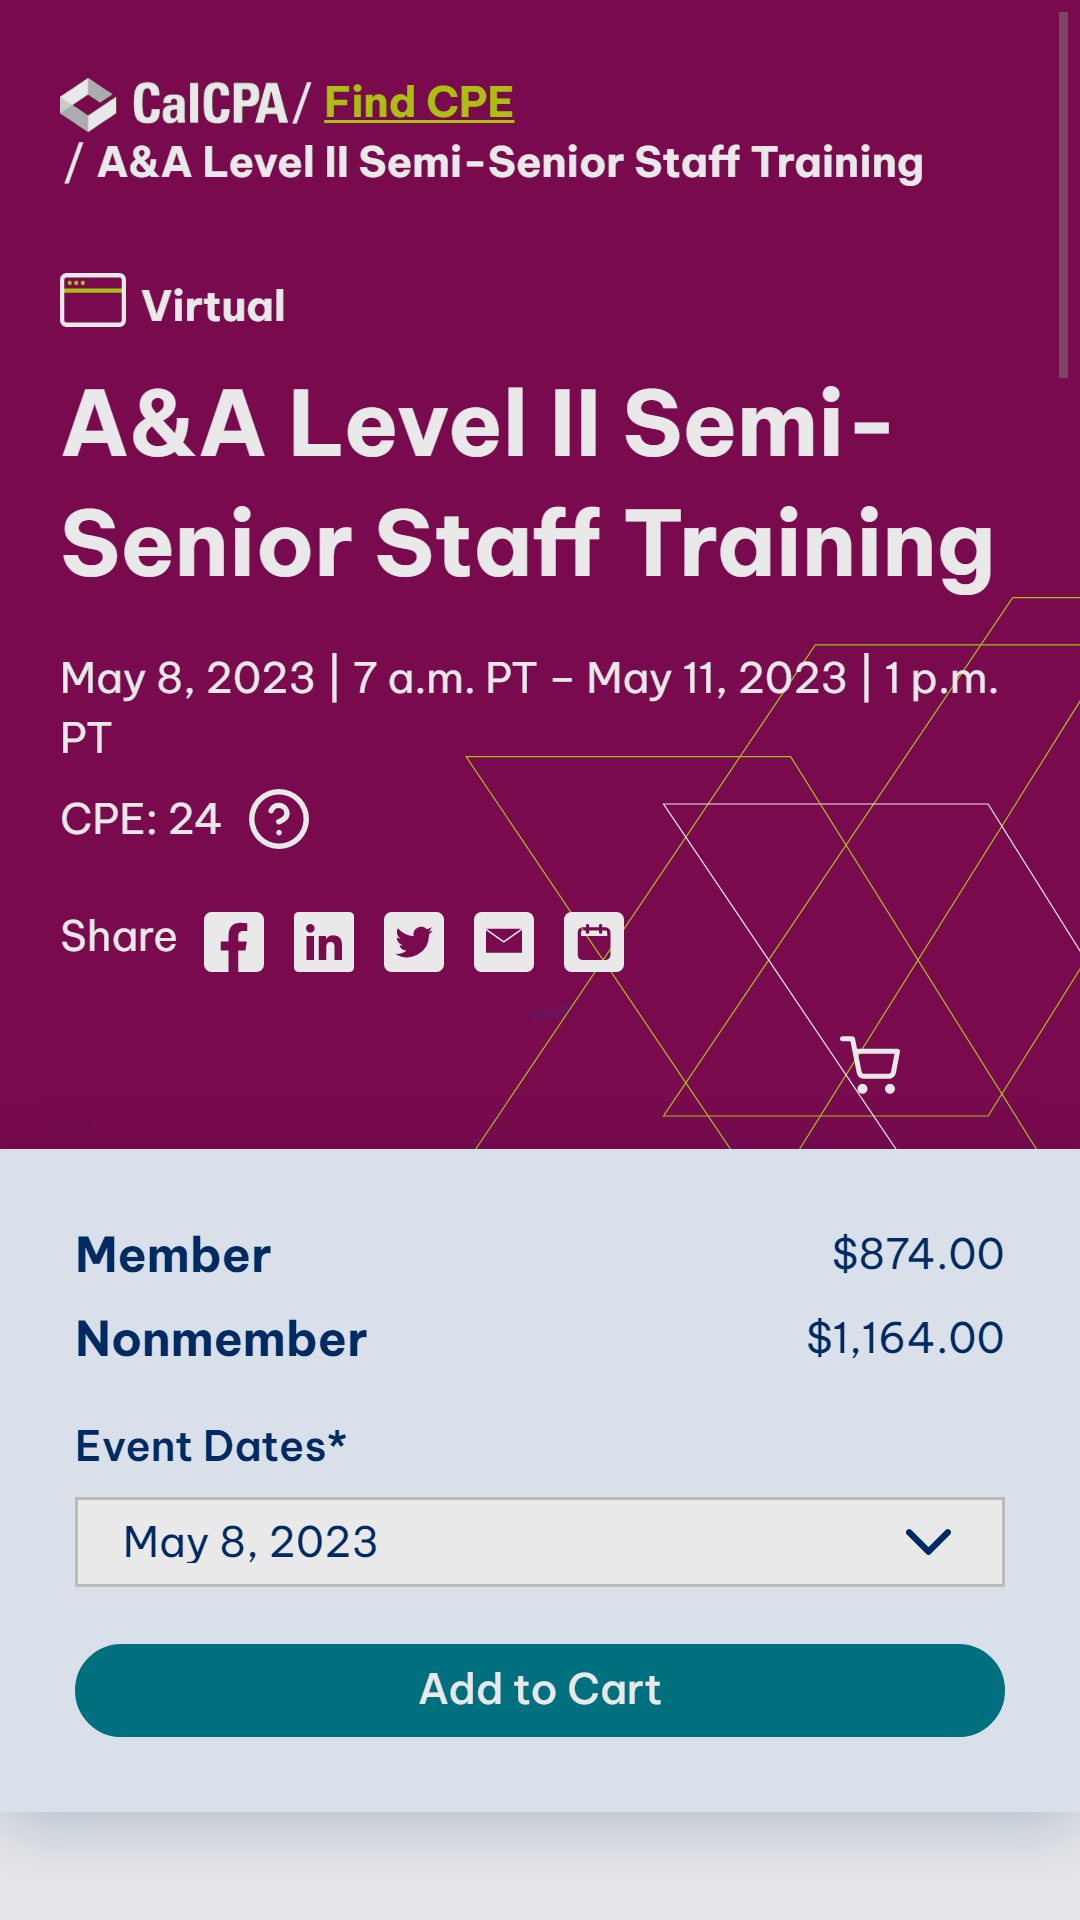 CalCPA / Find CPE
/ A&A Level II Semi-Senior Staff Training
Virtual
A&A Level II Semi-
Senior Staff Training
May 8, 2023 | 7 a.m. PT – May 11, 2023 | 1 p.m.
PT
CPE: 24
Share
Member $874.00
Nonmember $1,164.00
Event Dates*
May 8, 2023
Add to Cart